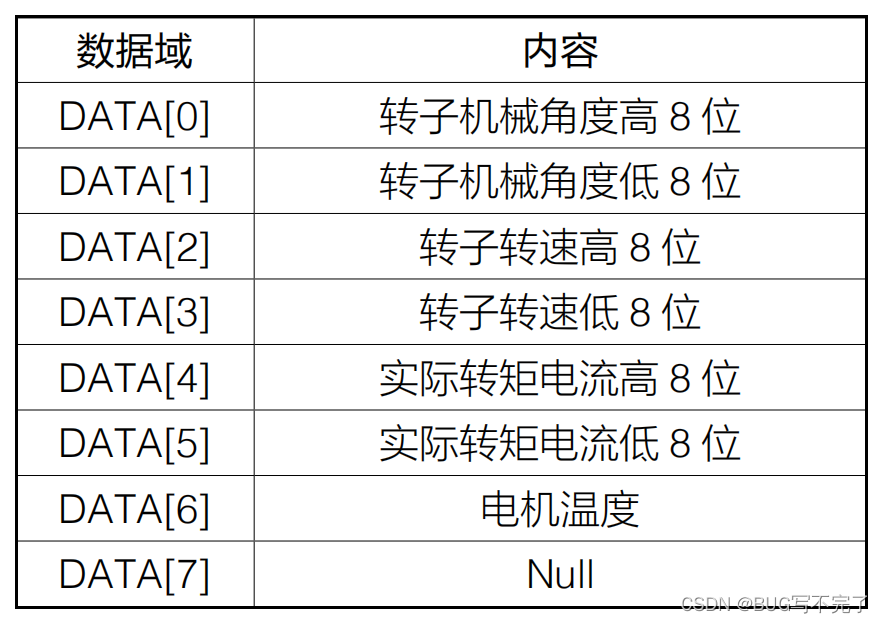 数据域 内容
DATA[0] 转子机械角度高 8 位
DATA[1] 转子机械角度低 8 位
DATA[2] 转子转速高 8 位
DATA[3] 转子转速低 8 位
DATA[4] 实际转矩电流高 8 位
DATA[5] 实际转矩电流低 8 位
DATA[6] 电机温度
DATA[7] Null
CSDN @BUG写不完了